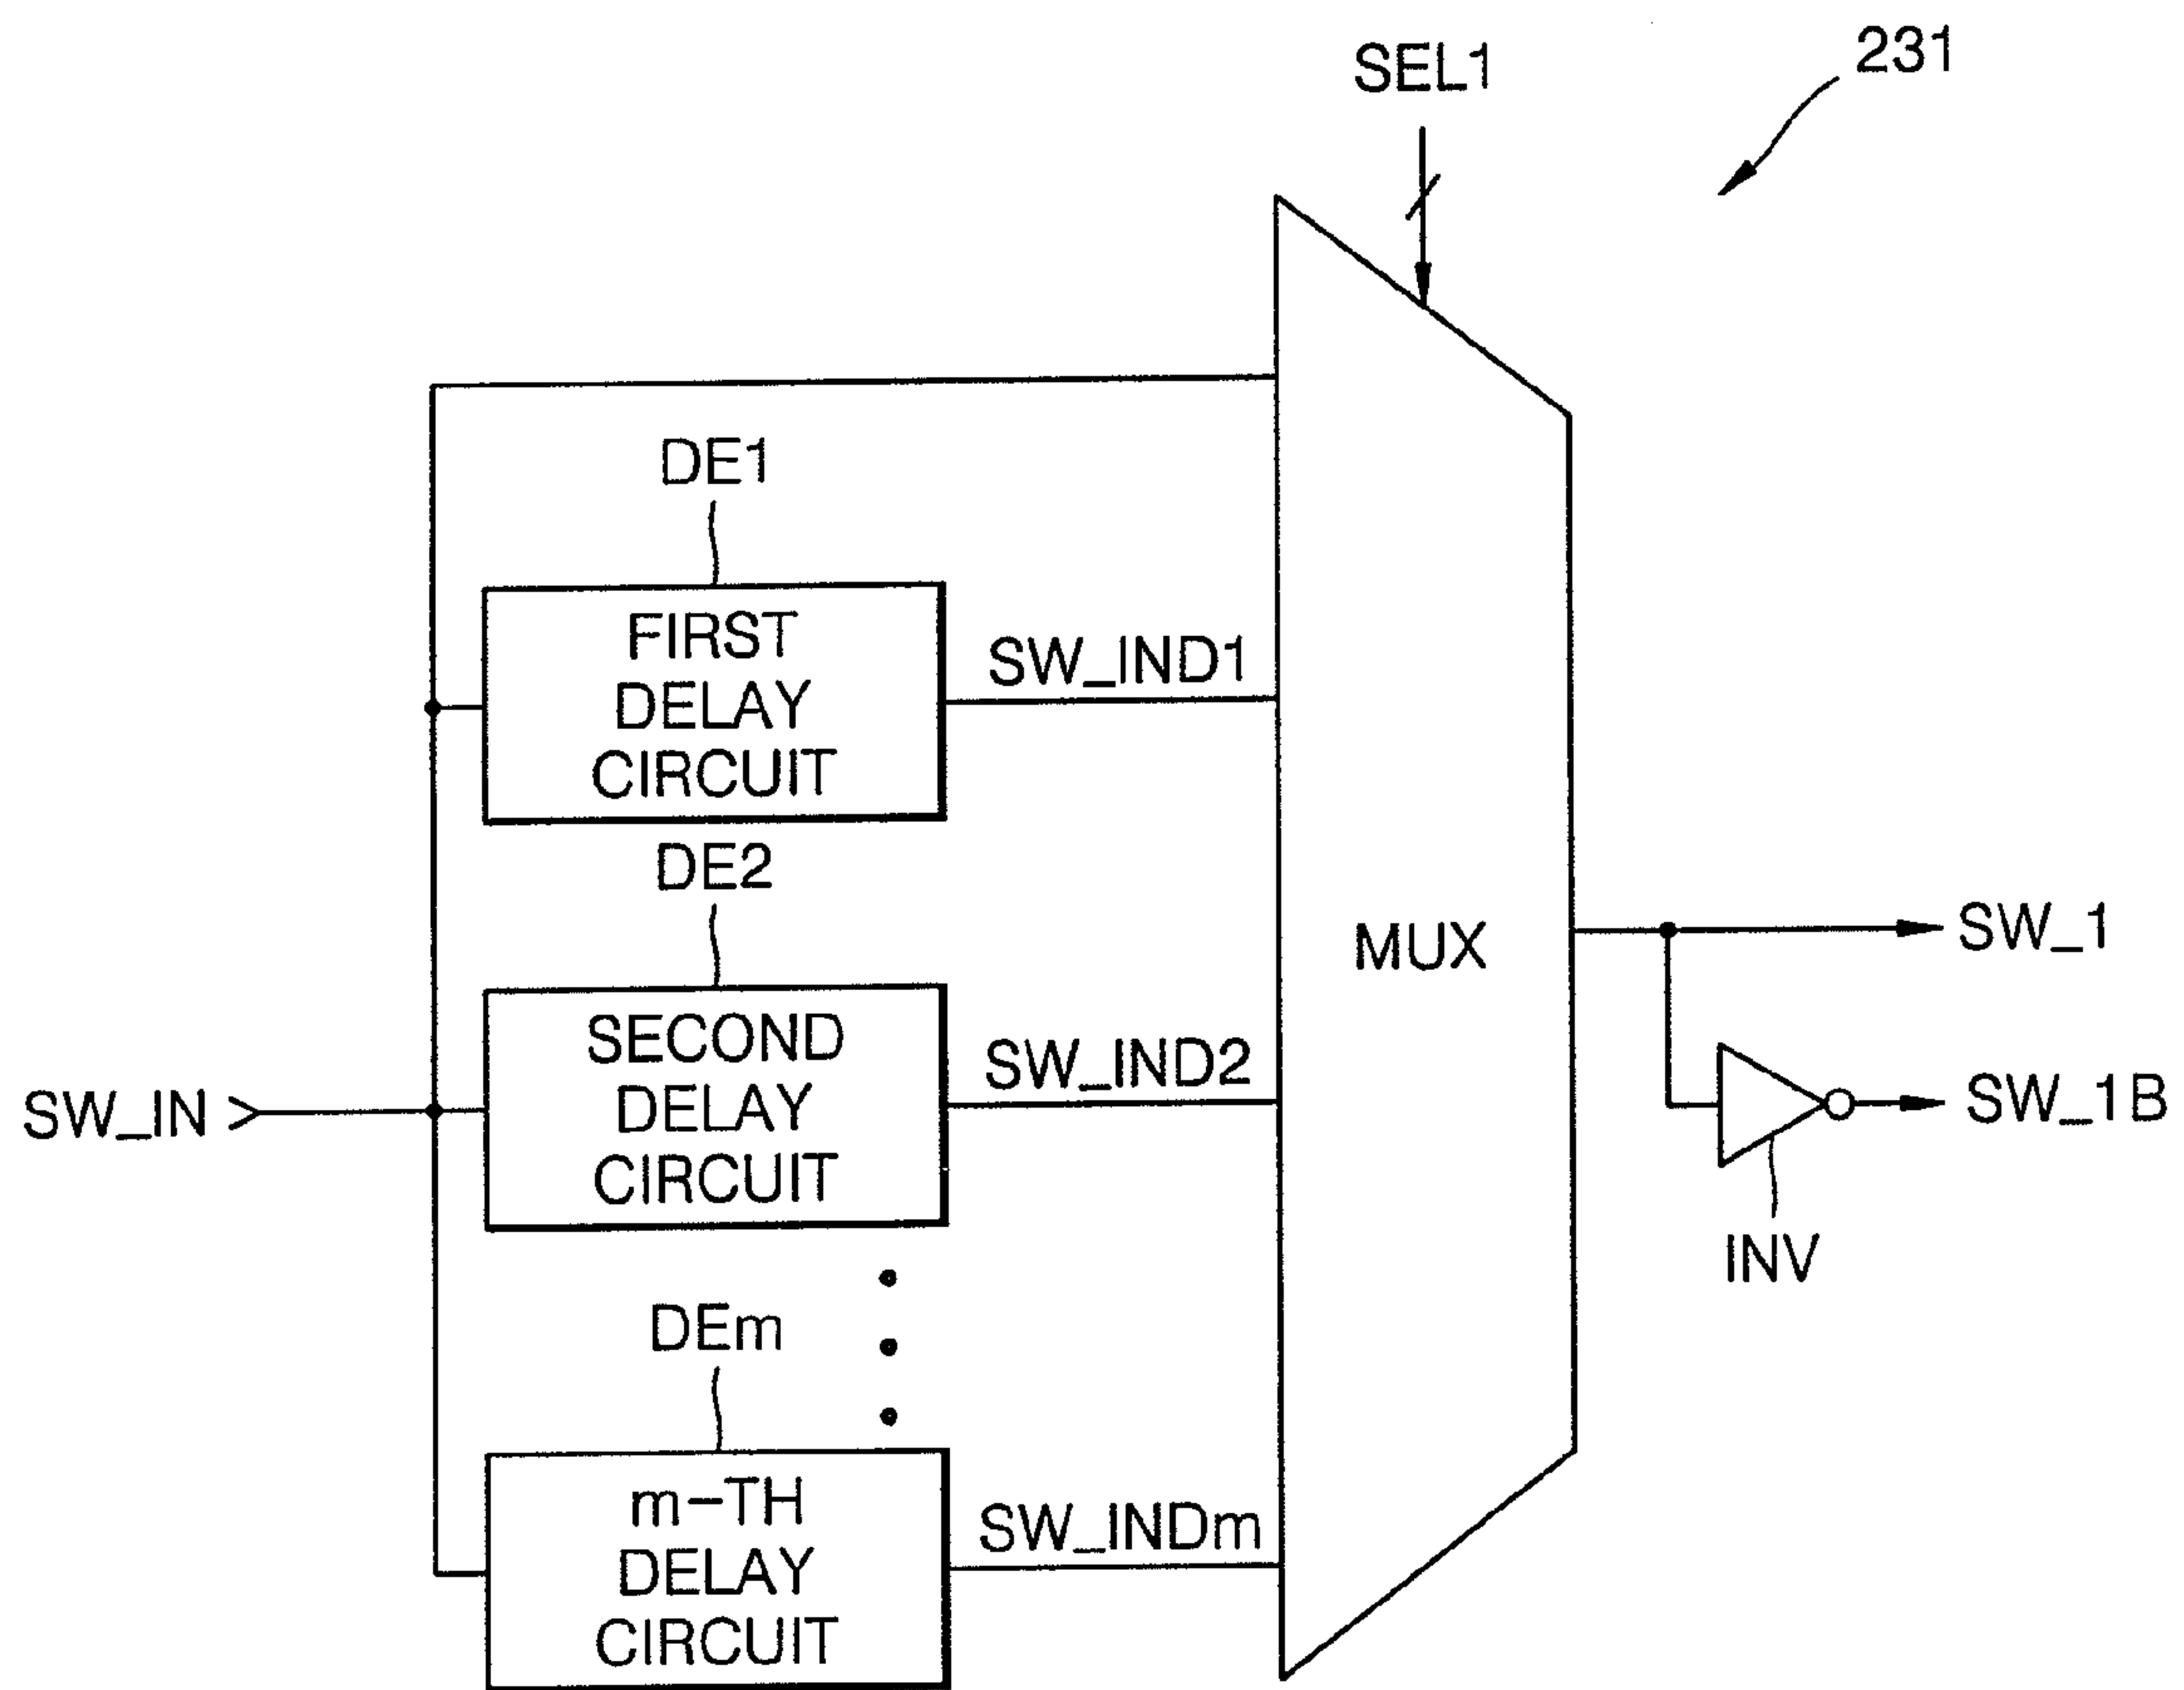 231
SEL1
DE1
FIRST
DELAY
CIRCUIT
SW_IND1
DE2
SECOND
DELAY
CIRCUIT
SW_IND2
MUX
SW_1
SW_IN
SW_1B
INV
DEm
m-TH
DELAY
CIRCUIT
SW_INDm